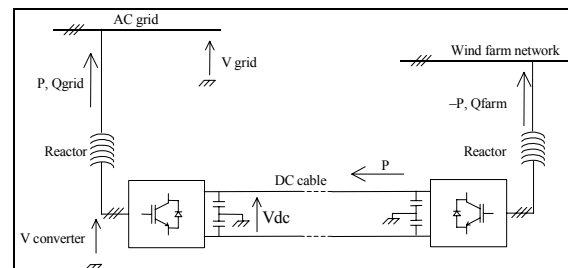 AC grid
V grid
Wind farm network
P, Qgrid
–P, Qfarm
Reactor
Reactor
P
DC cable
Vdc
V converter